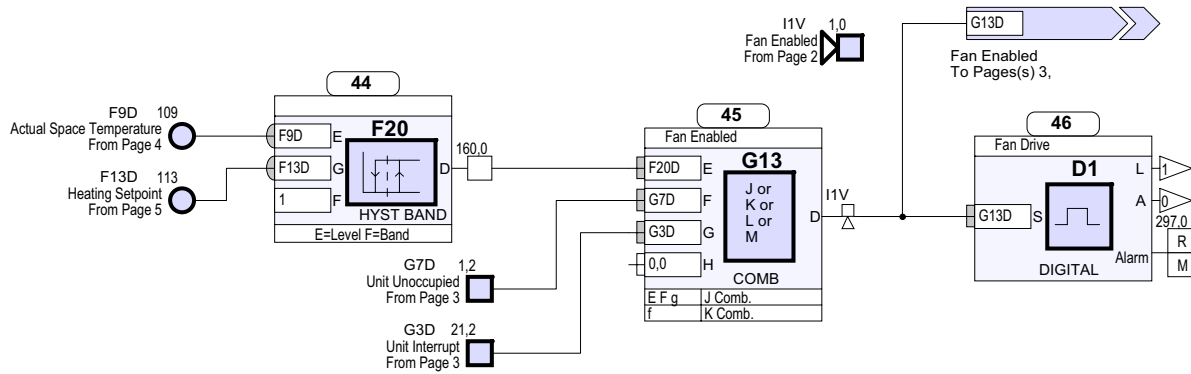 44
F9D 109
Actual Space Temperature
From Page 4
F13D 113
Heating Setpoint
From Page 5
F9D E
F20
F13D G
1 F
D
HYST BAND
E=Level F=Band
160,0
G7D 1,2
Unit Unoccupied
From Page 3
G3D 21,2
Unit Interrupt
From Page 3
45
Fan Enabled
G13
F20D E
G7D F
G3D G
0,0 H
J or
K or
L or
M
D
COMB
E F g J Comb.
f K Comb.
I1V
I1V 1,0
Fan Enabled
From Page 2
G13D
Fan Enabled
To Pages(s) 3,
46
Fan Drive
D1
G13D S
L 1
A 0
297,0
Alarm
R
M
DIGITAL